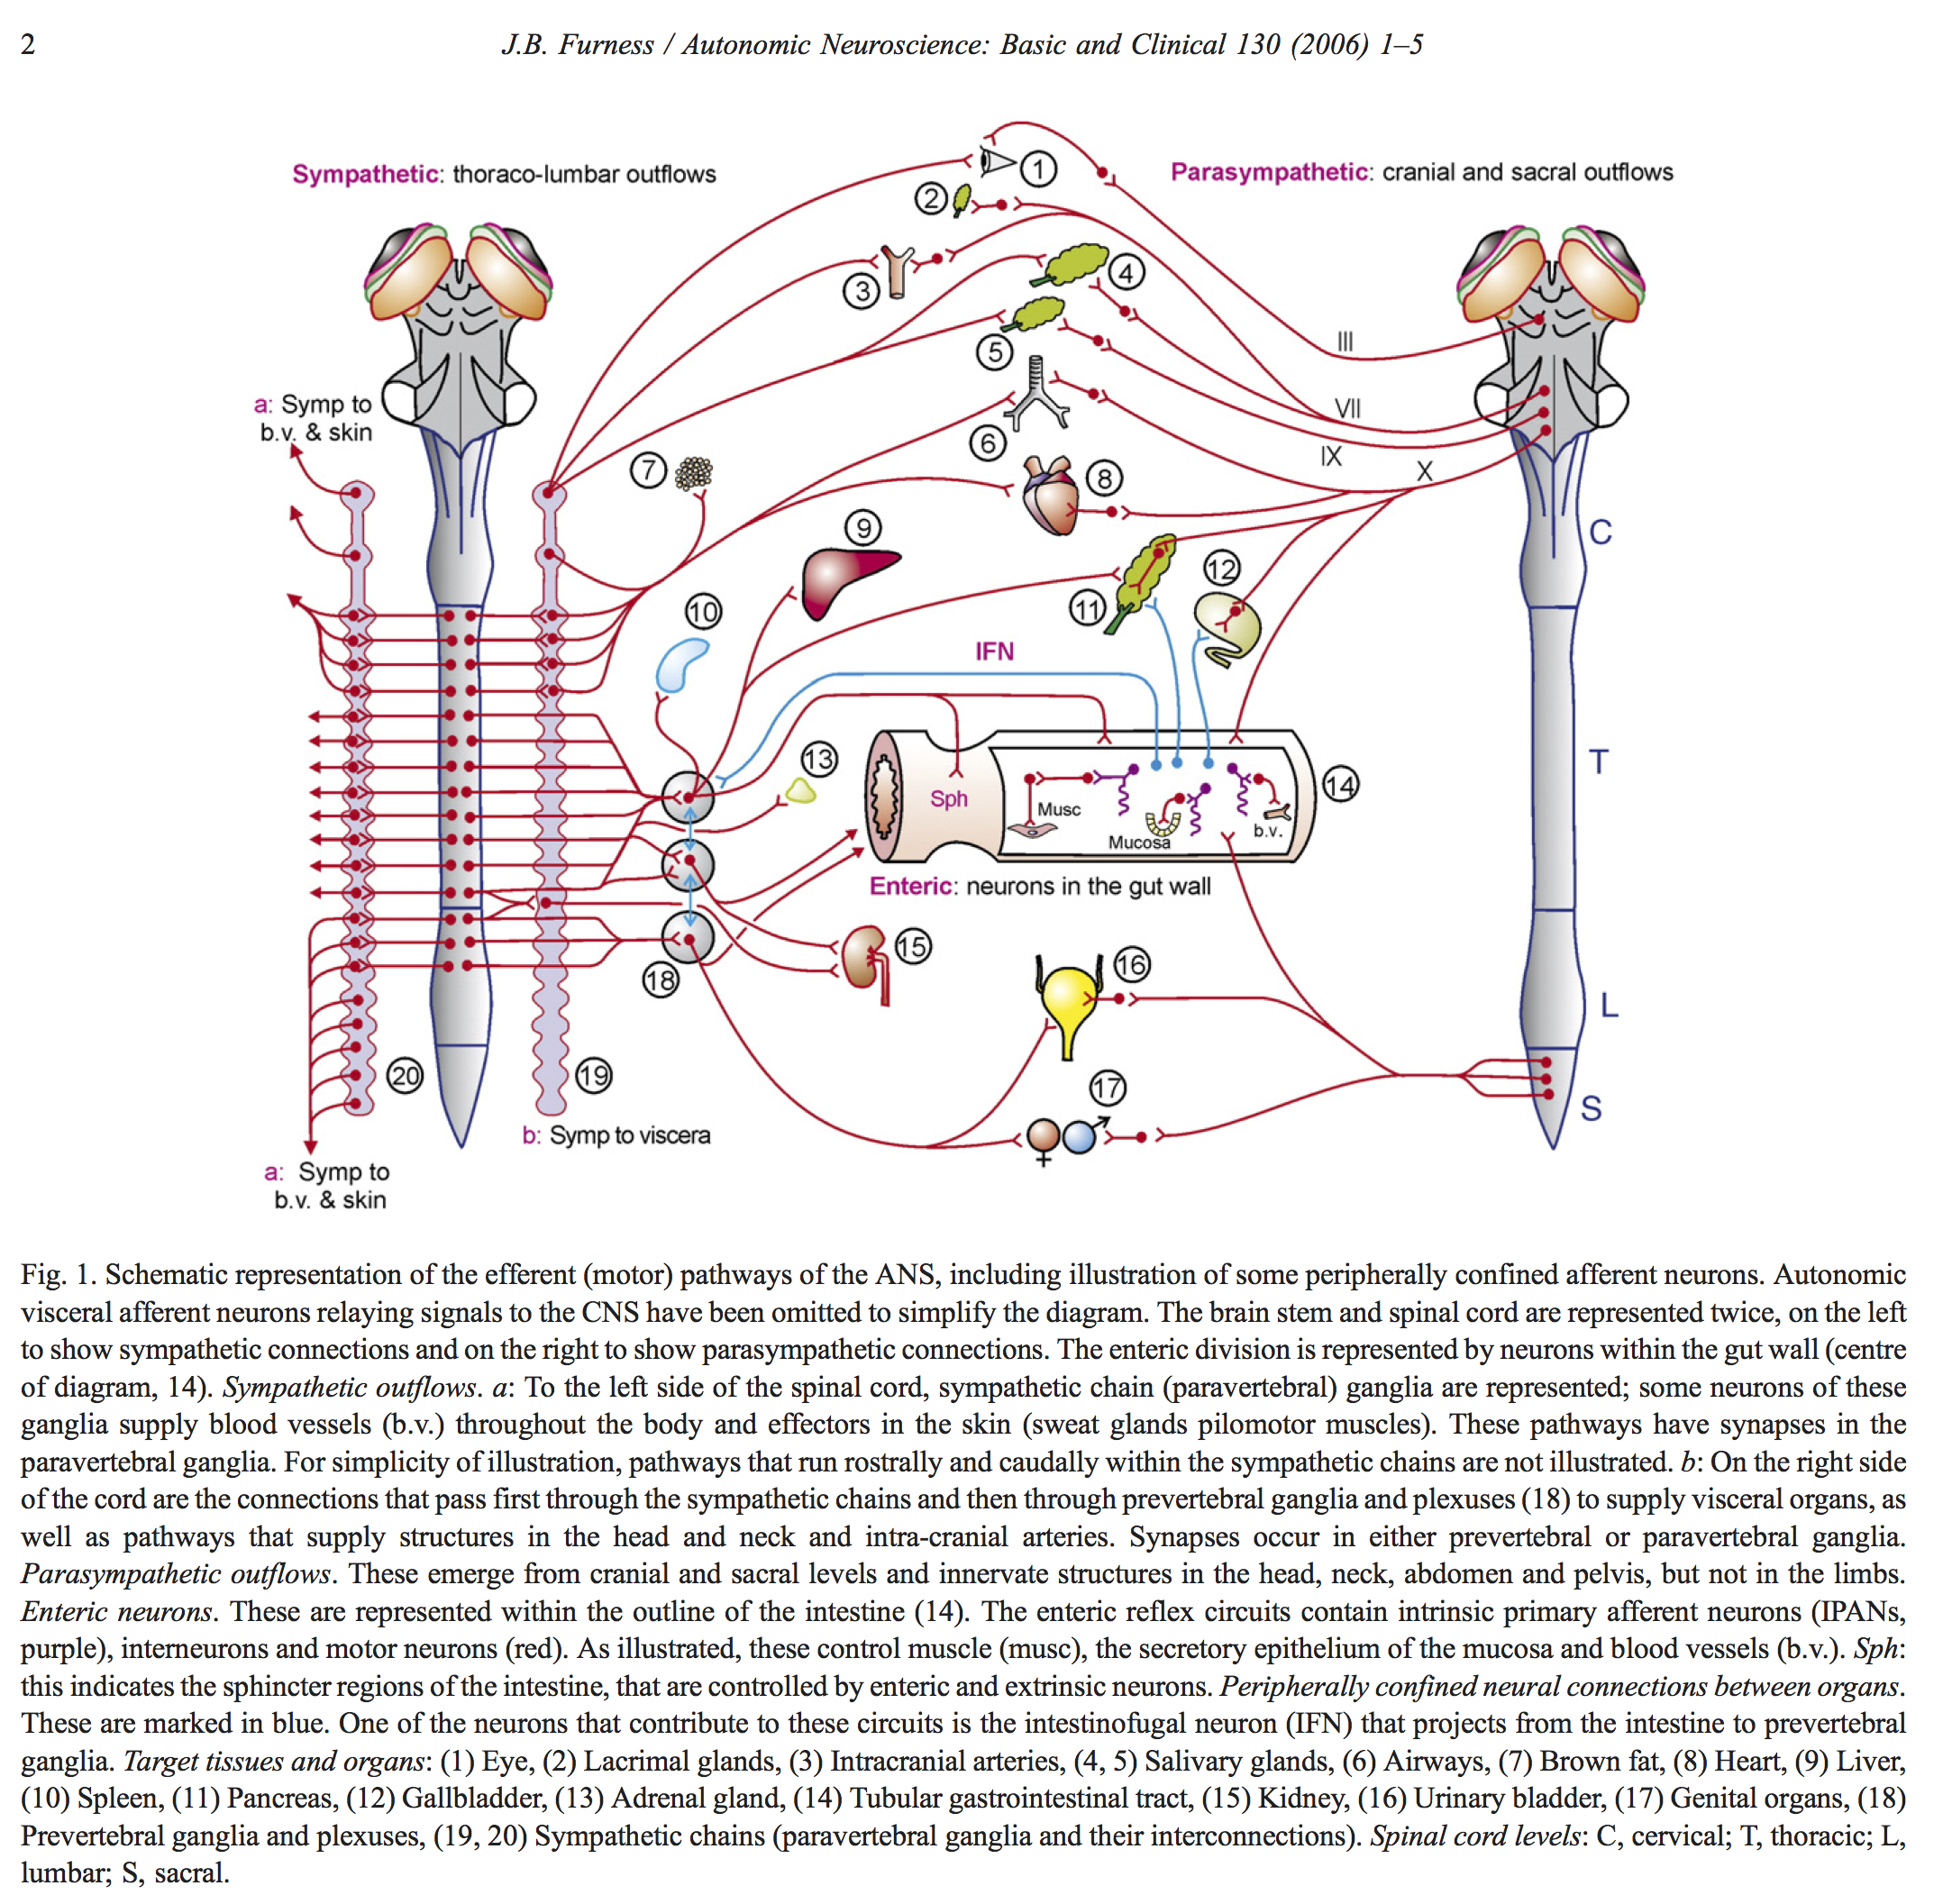 2
J.B. Furness / Autonomic Neuroscience: Basic and Clinical 130 (2006) 1–5
Sympathetic: thoraco-lumbar outflows
Parasympathetic: cranial and sacral outflows
1
2
3
4
5
6
7
8
9
10
11
12
III
VII
IX
X
a: Symp to
b.v. & skin
C
IFN
13
14
T
Sph
Musc
Mucosa
b.v.
Enteric: neurons in the gut wall
15
16
17
18
19
20
L
S
b: Symp to viscera
a: Symp to
b.v. & skin
Fig. 1. Schematic representation of the efferent (motor) pathways of the ANS, including illustration of some peripherally confined afferent neurons. Autonomic
visceral afferent neurons relaying signals to the CNS have been omitted to simplify the diagram. The brain stem and spinal cord are represented twice, on the left
to show sympathetic connections and on the right to show parasympathetic connections. The enteric division is represented by neurons within the gut wall (centre
of diagram, 14). Sympathetic outflows. a: To the left side of the spinal cord, sympathetic chain (paravertebral) ganglia are represented; some neurons of these
ganglia supply blood vessels (b.v.) throughout the body and effectors in the skin (sweat glands pilomotor muscles). These pathways have synapses in the
paravertebral ganglia. For simplicity of illustration, pathways that run rostrally and caudally within the sympathetic chains are not illustrated. b: On the right side
of the cord are the connections that pass first through the sympathetic chains and then through prevertebral ganglia and plexuses (18) to supply visceral organs, as
well as pathways that supply structures in the head and neck and intra-cranial arteries. Synapses occur in either prevertebral or paravertebral ganglia.
Parasympathetic outflows. These emerge from cranial and sacral levels and innervate structures in the head, neck, abdomen and pelvis, but not in the limbs.
Enteric neurons. These are represented within the outline of the intestine (14). The enteric reflex circuits contain intrinsic primary afferent neurons (IPANs,
purple), interneurons and motor neurons (red). As illustrated, these control muscle (musc), the secretory epithelium of the mucosa and blood vessels (b.v.). Sph:
this indicates the sphincter regions of the intestine, that are controlled by enteric and extrinsic neurons. Peripherally confined neural connections between organs.
These are marked in blue. One of the neurons that contribute to these circuits is the intestinofugal neuron (IFN) that projects from the intestine to prevertebral
ganglia. Target tissues and organs: (1) Eye, (2) Lacrimal glands, (3) Intracranial arteries, (4, 5) Salivary glands, (6) Airways, (7) Brown fat, (8) Heart, (9) Liver,
(10) Spleen, (11) Pancreas, (12) Gallbladder, (13) Adrenal gland, (14) Tubular gastrointestinal tract, (15) Kidney, (16) Urinary bladder, (17) Genital organs, (18)
Prevertebral ganglia and plexuses, (19, 20) Sympathetic chains (paravertebral ganglia and their interconnections). Spinal cord levels: C, cervical; T, thoracic; L,
lumbar; S, sacral.